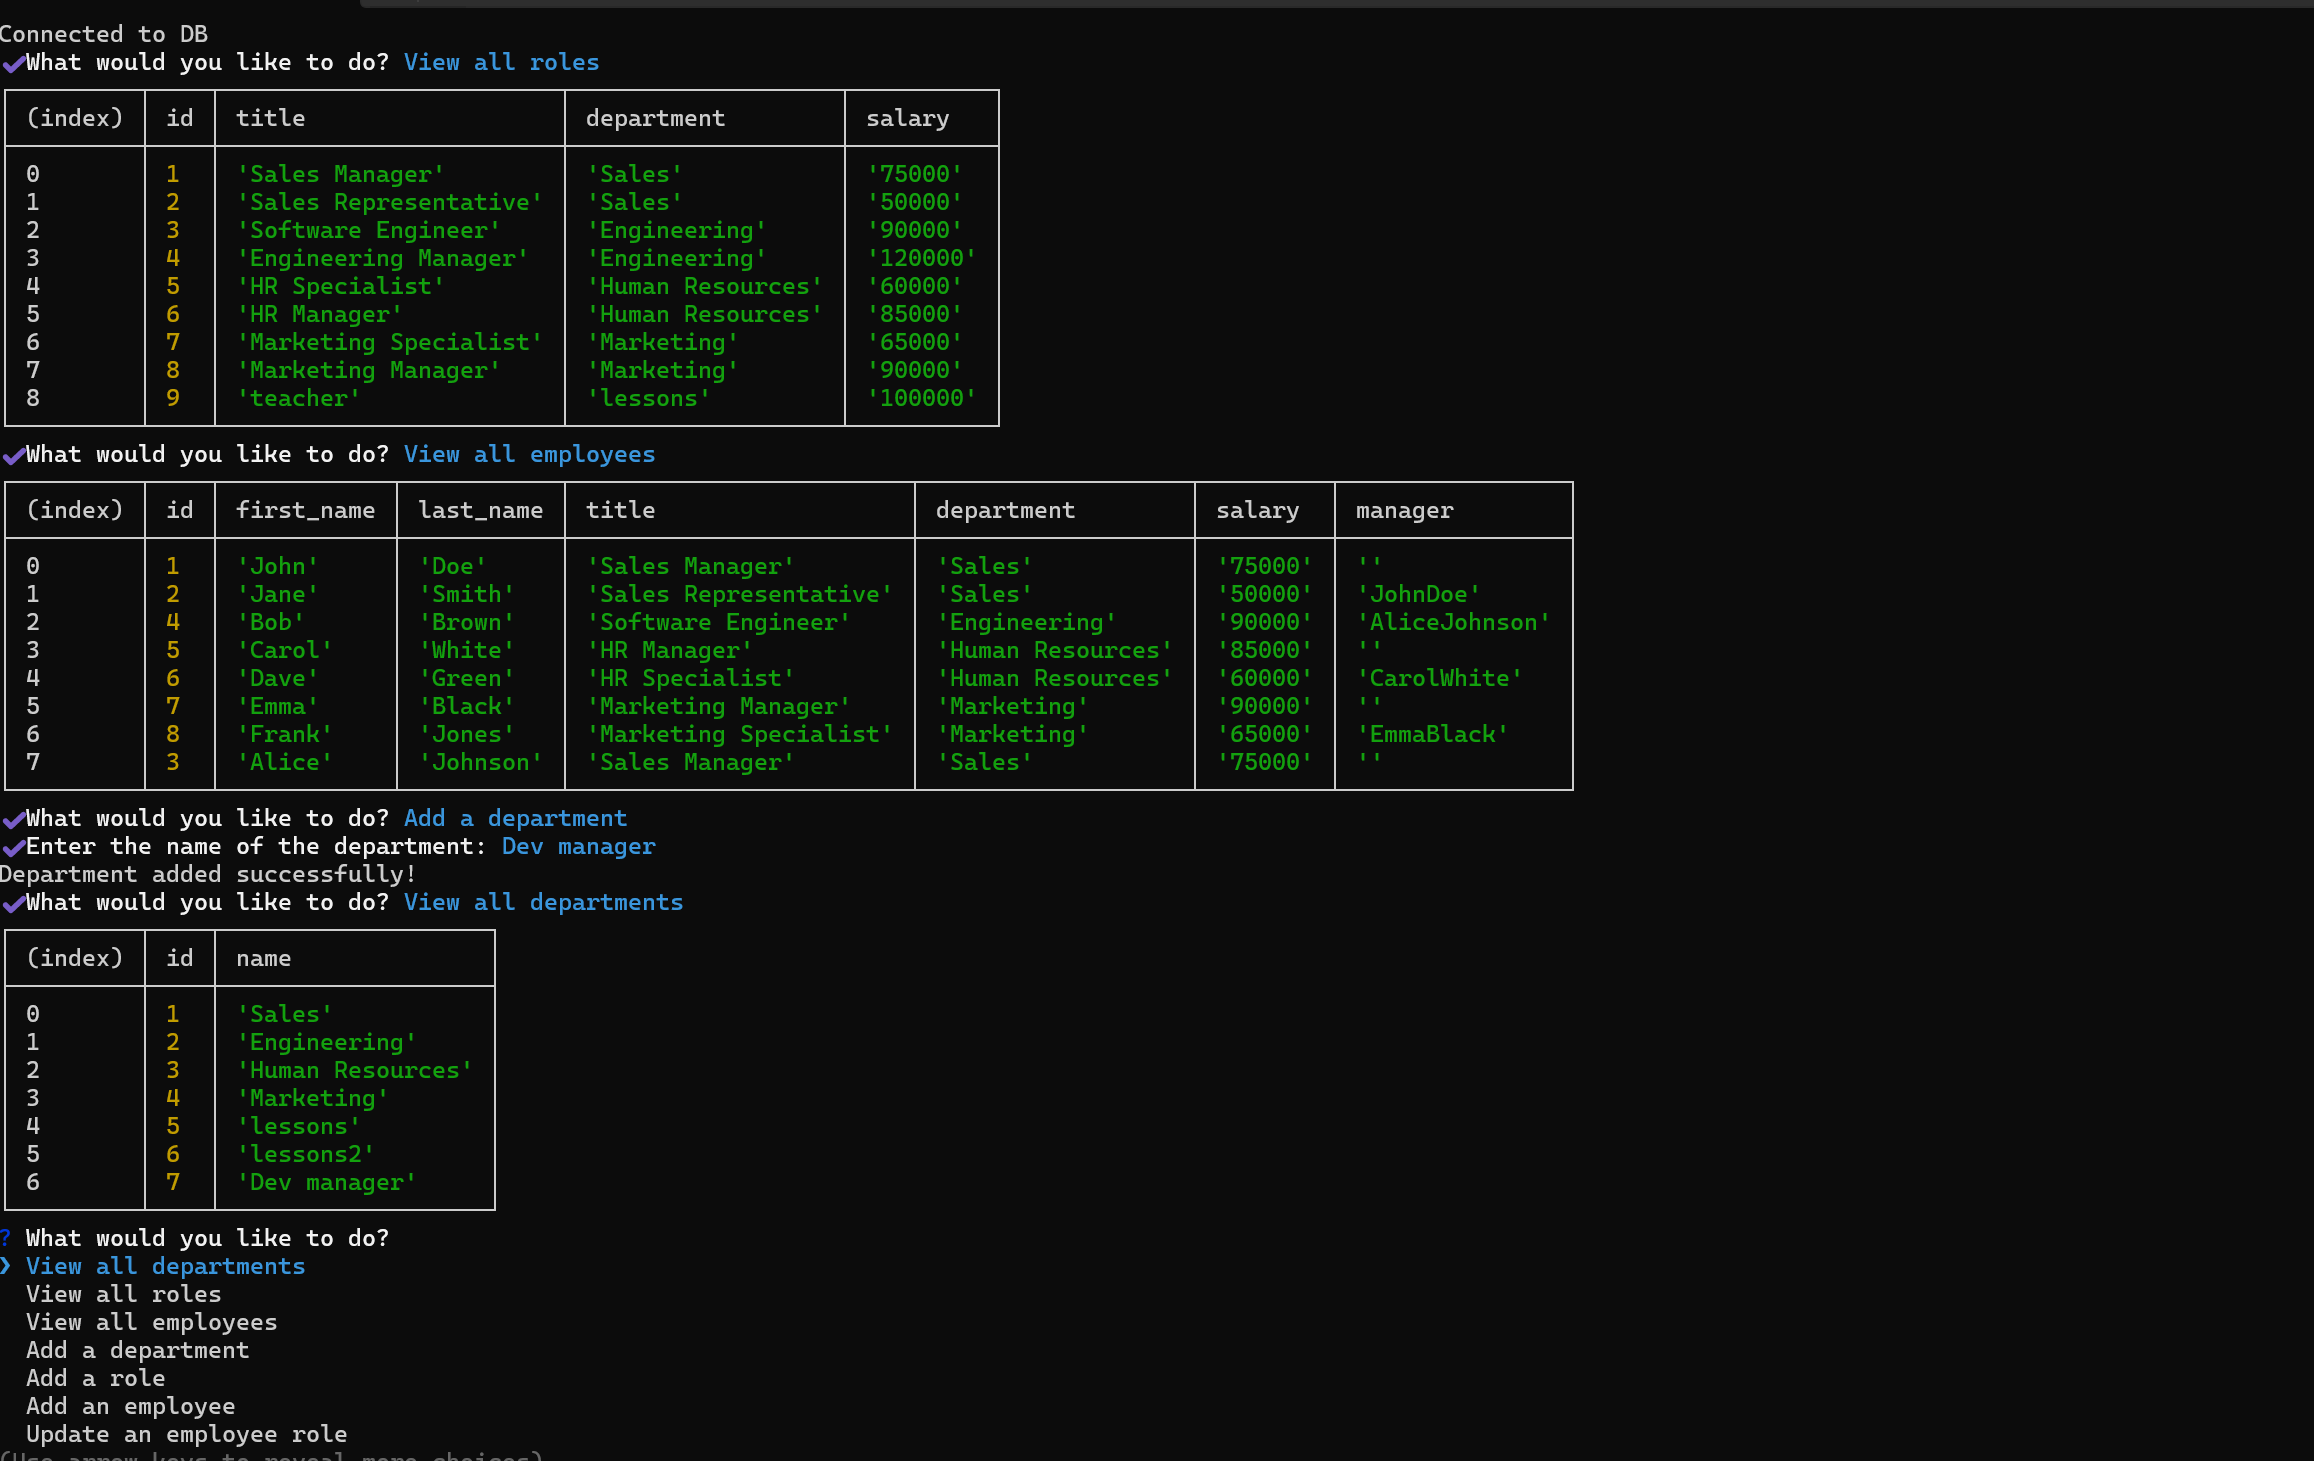 Connected to DB
✔What would you like to do? View all roles
(index) id title department salary
0 1 'Sales Manager' 'Sales' '75000'
1 2 'Sales Representative' 'Sales' '50000'
2 3 'Software Engineer' 'Engineering' '90000'
3 4 'Engineering Manager' 'Engineering' '120000'
4 5 'HR Specialist' 'Human Resources' '60000'
5 6 'HR Manager' 'Human Resources' '85000'
6 7 'Marketing Specialist' 'Marketing' '65000'
7 8 'Marketing Manager' 'Marketing' '90000'
8 9 'teacher' 'lessons' '100000'
✔What would you like to do? View all employees
(index) id first_name last_name title department salary manager
0 1 'John' 'Doe' 'Sales Manager' 'Sales' '75000' ''
1 2 'Jane' 'Smith' 'Sales Representative' 'Sales' '50000' 'JohnDoe'
2 4 'Bob' 'Brown' 'Software Engineer' 'Engineering' '90000' 'AliceJohnson'
3 5 'Carol' 'White' 'HR Manager' 'Human Resources' '85000' ''
4 6 'Dave' 'Green' 'HR Specialist' 'Human Resources' '60000' 'CarolWhite'
5 7 'Emma' 'Black' 'Marketing Manager' 'Marketing' '90000' ''
6 8 'Frank' 'Jones' 'Marketing Specialist' 'Marketing' '65000' 'EmmaBlack'
7 3 'Alice' 'Johnson' 'Sales Manager' 'Sales' '75000' ''
✔What would you like to do? Add a department
✔Enter the name of the department: Dev manager
Department added successfully!
✔What would you like to do? View all departments
(index) id name
0 1 'Sales'
1 2 'Engineering'
2 3 'Human Resources'
3 4 'Marketing'
4 5 'lessons'
5 6 'lessons2'
6 7 'Dev manager'
? What would you like to do?
❯ View all departments
View all roles
View all employees
Add a department
Add a role
Add an employee
Update an employee role
(Use arrow keys to reveal more choices)